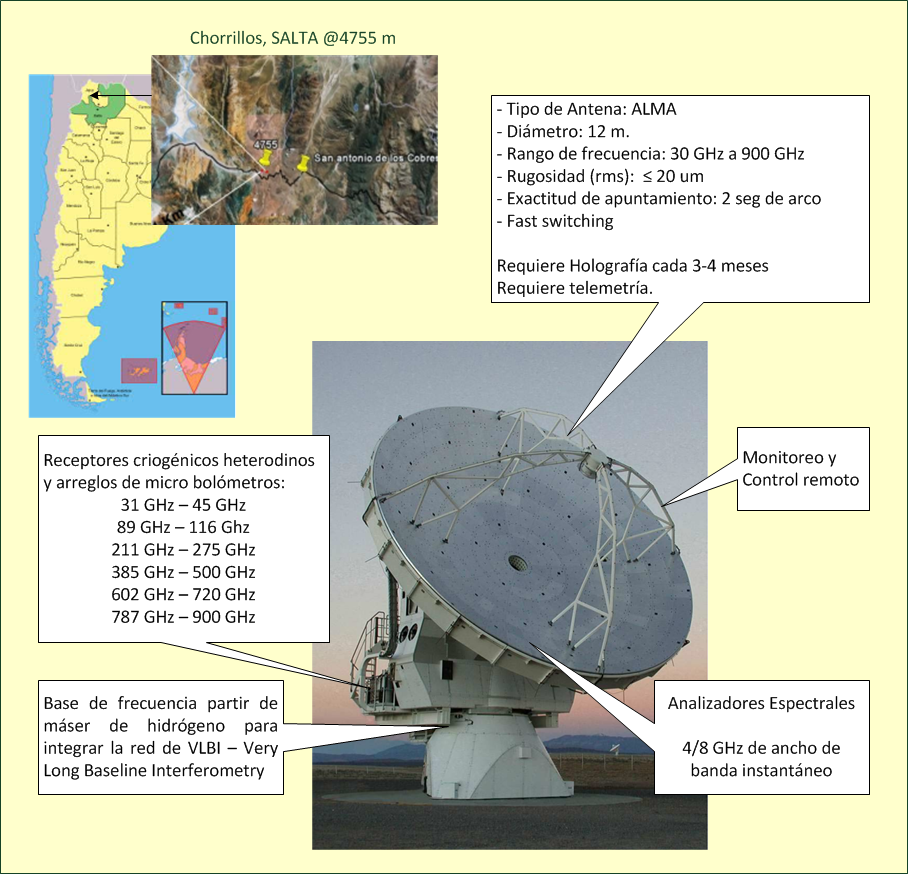 Chorrillos, SALTA @4755 m
4755
San antonio de los Cobres
Km
- Tipo de Antena: ALMA
- Diámetro: 12 m.
- Rango de frecuencia: 30 GHz a 900 GHz
- Rugosidad (rms): ≤ 20 um
- Exactitud de apuntamiento: 2 seg de arco
- Fast switching
Requiere Holografía cada 3-4 meses
Requiere telemetría.
Receptores criogénicos heterodinos
y arreglos de micro bolómetros:
31 GHz – 45 GHz
89 GHz – 116 Ghz
211 GHz – 275 GHz
385 GHz – 500 GHz
602 GHz – 720 GHz
787 GHz – 900 GHz
Monitoreo y
Control remoto
Base de frecuencia partir de
máser de hidrógeno para
integrar la red de VLBI – Very
Long Baseline Interferometry
Analizadores Espectrales
4/8 GHz de ancho de
banda instantáneo